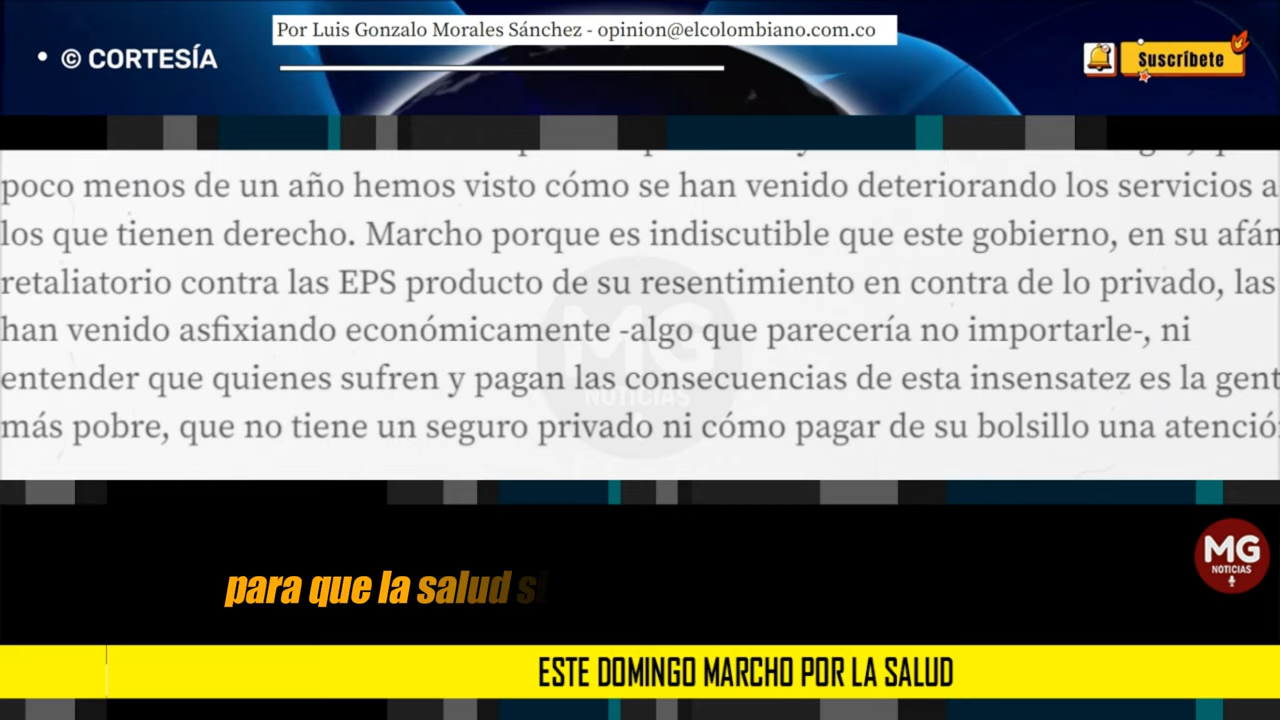 Por Luis Gonzalo Morales Sánchez - opinion@elcolombiano.com.co
• © CORTESÍA
Suscríbete
poco menos de un año hemos visto cómo se han venido deteriorando los servicios a
los que tienen derecho. Marcho porque es indiscutible que este gobierno, en su afán
retaliatorio contra las EPS producto de su resentimiento en contra de lo privado, las
han venido asfixiando económicamente -algo que parecería no importarle-, ni
entender que quienes sufren y pagan las consecuencias de esta insensatez es la gent
más pobre, que no tiene un seguro privado ni cómo pagar de su bolsillo una atenció
MG
NOTICIAS
para que la salud si
MG
NOTICIAS
ESTE DOMINGO MARCHO POR LA SALUD